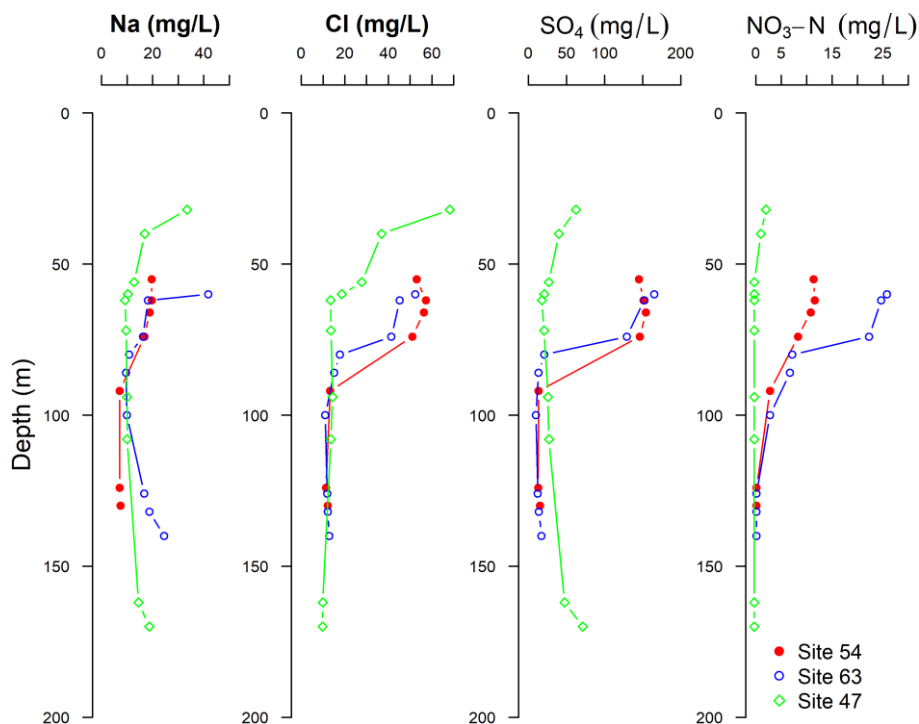 Na (mg/L) Cl (mg/L) SO₄ (mg/L) NO₃−N (mg/L)
0 20 40 0 20 40 60 0 100 200 0 5 15 25
0 0 0 0
50 50 50 50
100 100 100 100
Depth (m)
150 150 150 150
Site 54
Site 63
Site 47
200 200 200 200